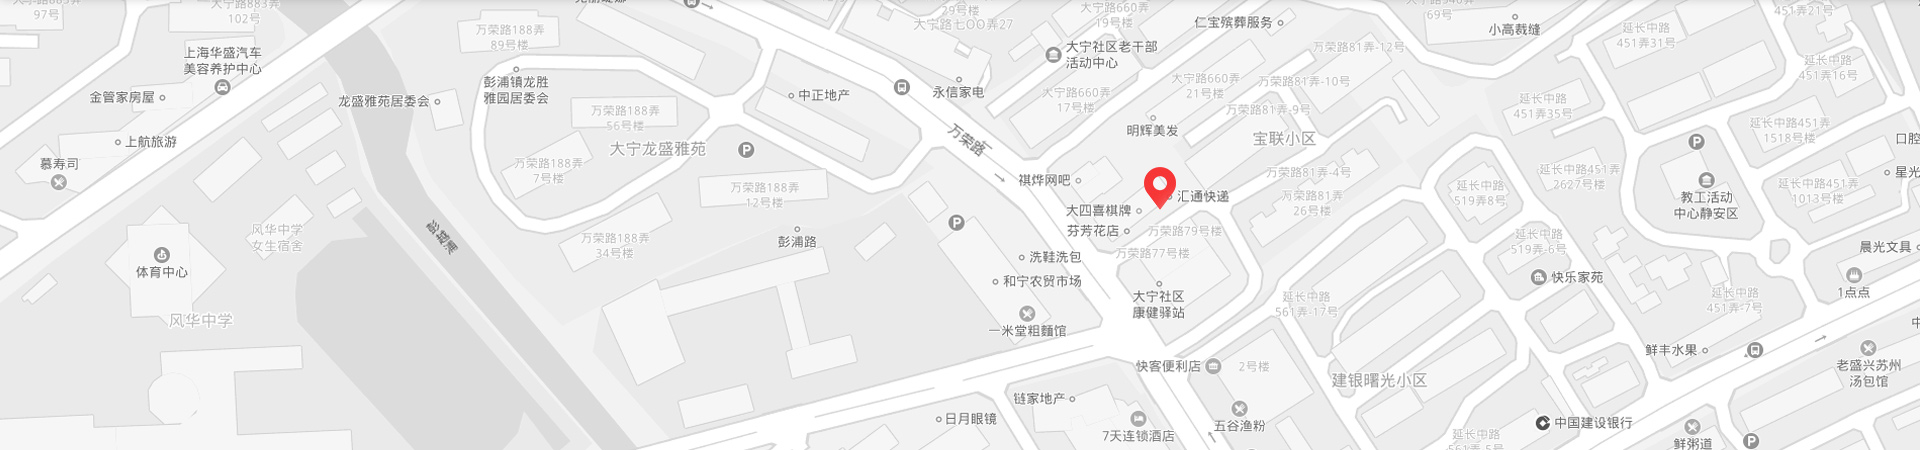 97号
大宁路883弄
102号
上海华盛汽车
美容养护中心
金管家房屋
上航旅游
慕寿司
万荣路188弄
89号楼
龙盛雅苑居委会
彭浦镇龙胜
雅园居委会
万荣路188弄
56号楼
大宁龙盛雅苑
万荣路188弄
7号楼
万荣路188弄
12号楼
万荣路188弄
34号楼
彭浦路
风华中学
女生宿舍
体育中心
风华中学
彭越浦
中正地产
29号楼
大宁路七〇〇弄27
永信家电
万荣路
大宁路660弄
19号楼
大宁社区老干部
活动中心
大宁路660弄
17号楼
仁宝殡葬服务
大宁路660弄
21号楼
明辉美发
万荣路81弄-12号
万荣路81弄-10号
万荣路81弄-9号
宝联小区
万荣路81弄-4号
万荣路81弄
26号楼
祺烨网吧
汇通快递
大四喜棋牌
芬芳花店
万荣路79号楼
万荣路77号楼
洗鞋洗包
和宁农贸市场
一米堂粗麵馆
大宁社区
康健驿站
快客便利店
2号楼
链家地产
日月眼镜
7天连锁酒店
五谷渔粉
69号
小高裁缝
延长中路
451弄31号
451弄21号
延长中路
451弄16号
延长中路
451弄35号
延长中路451弄
1518号楼
口腔
延长中路451弄
2627号楼
延长中路451弄
1013号楼
星光
教工活动
中心静安区
延长中路
519弄8号
延长中路
519弄-6号
快乐家苑
晨光文具
1点点
延长中路
451弄-7号
延长中路
561弄-17号
建银曙光小区
鲜丰水果
老盛兴苏州
汤包馆
中国建设银行
鲜粥道
延长中路
561弄-5号